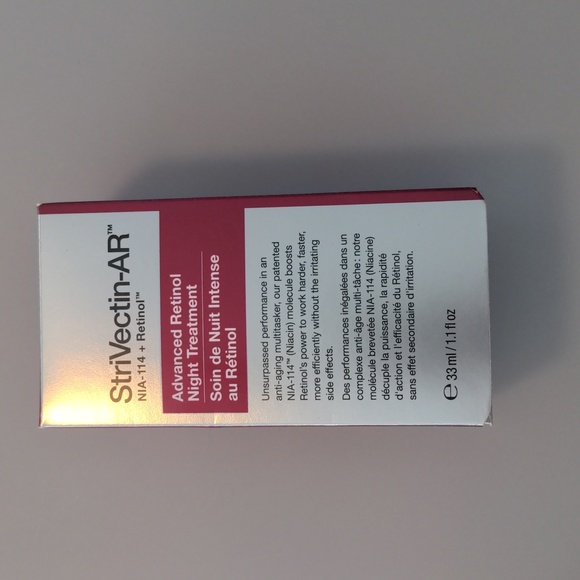 StriVectin-AR™
NIA-114 + Retinol™
Advanced Retinol
Night Treatment
Soin de Nuit Intense
au Rétinol
Unsurpassed performance in an
anti-aging multitasker, our patented
NIA-114™ (Niacin) molecule boosts
Retinol's power to work harder, faster,
more efficiently without the irritating
side effects.
Des performances inégalées dans un
complexe anti-âge multi-tâche : notre
molécule brevetée NIA-114 (Niacine)
décuple la puissance, la rapidité
d'action et l'efficacité du Rétinol,
sans effet secondaire d'irritation.
℮ 33 ml / 1.1 fl oz